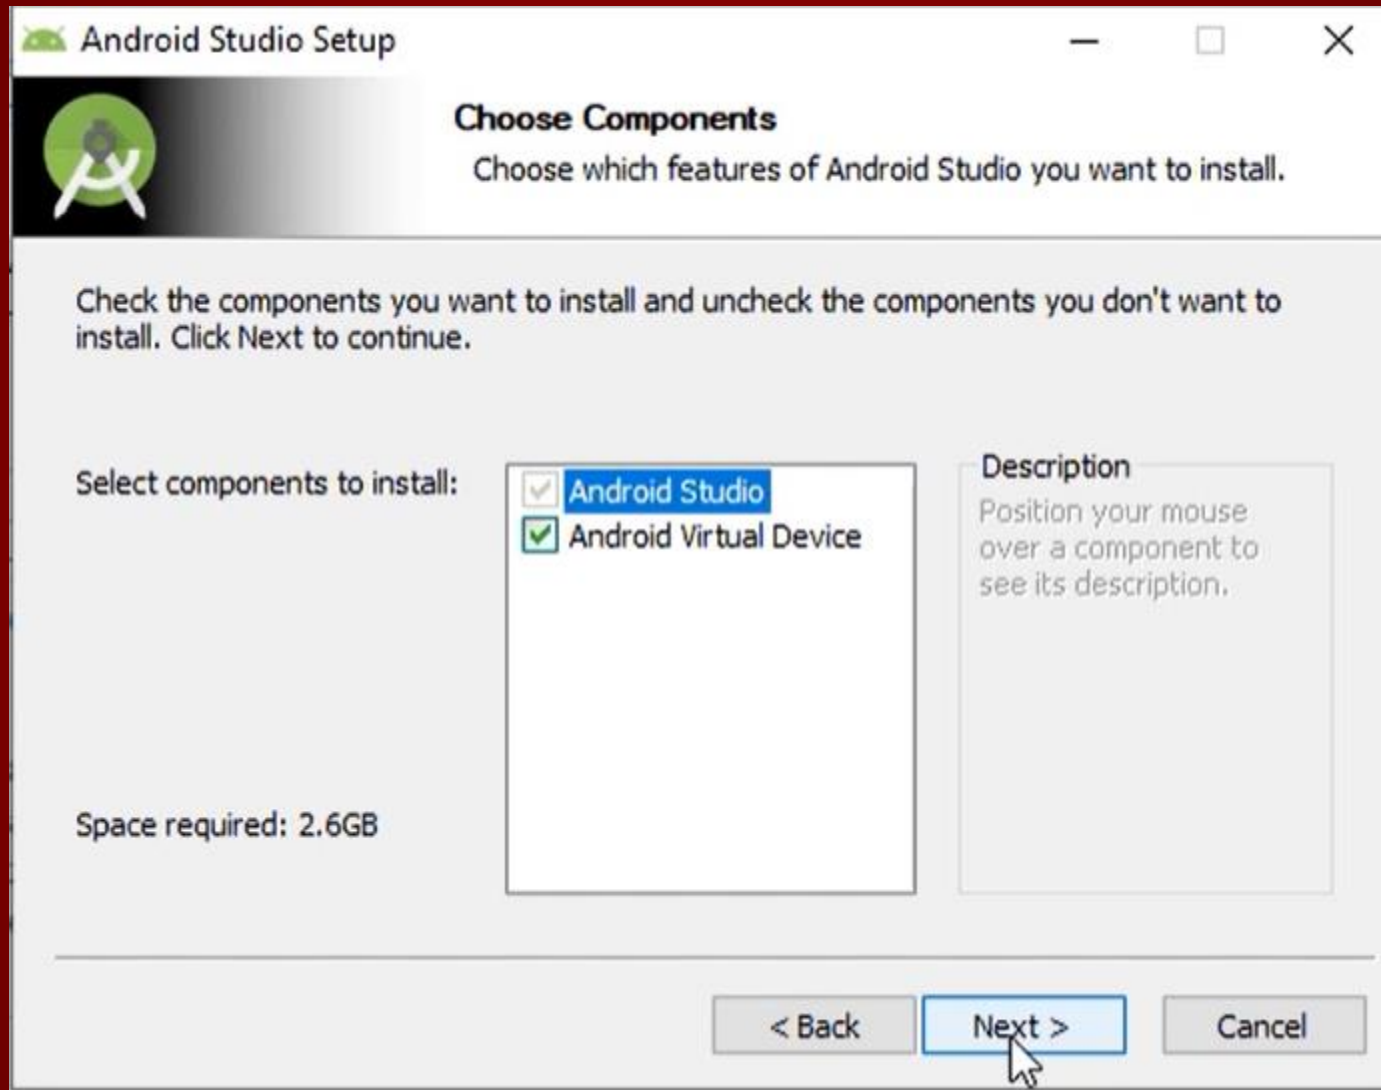 Android Studio Setup
Choose Components
Choose which features of Android Studio you want to install.
Check the components you want to install and uncheck the components you don't want to
install. Click Next to continue.
Select components to install:
Android Studio
Android Virtual Device
Description
Position your mouse
over a component to
see its description.
Space required: 2.6GB
< Back
Next >
Cancel